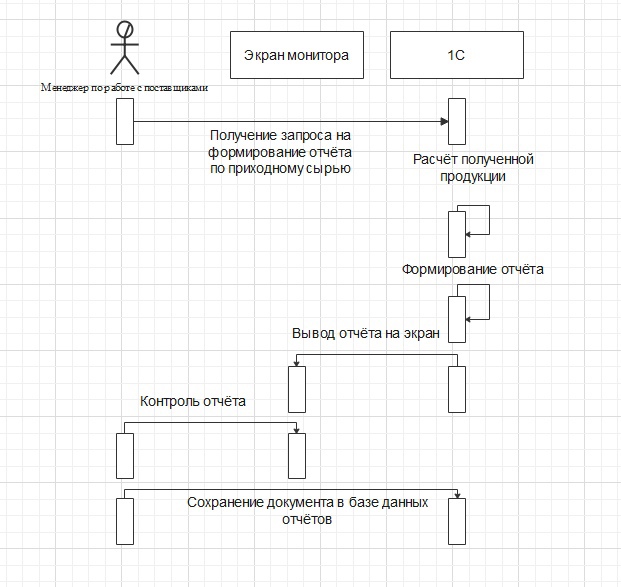 Экран монитора
1С
Менеджер по работе с поставщиками
Получение запроса на
формирование отчёта
по приходному сырью
Расчёт полученной
продукции
Формирование отчёта
Вывод отчёта на экран
Контроль отчёта
Сохранение документа в базе данных
отчётов